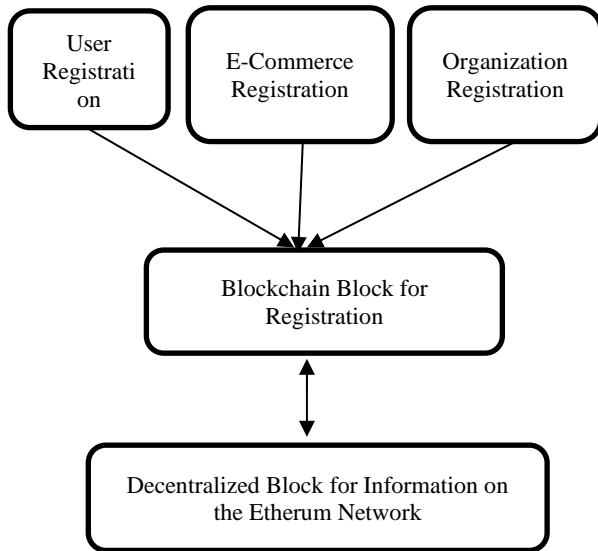 User
Registrati
on
E-Commerce
Registration
Organization
Registration
Blockchain Block for
Registration
Decentralized Block for Information on
the Etherum Network